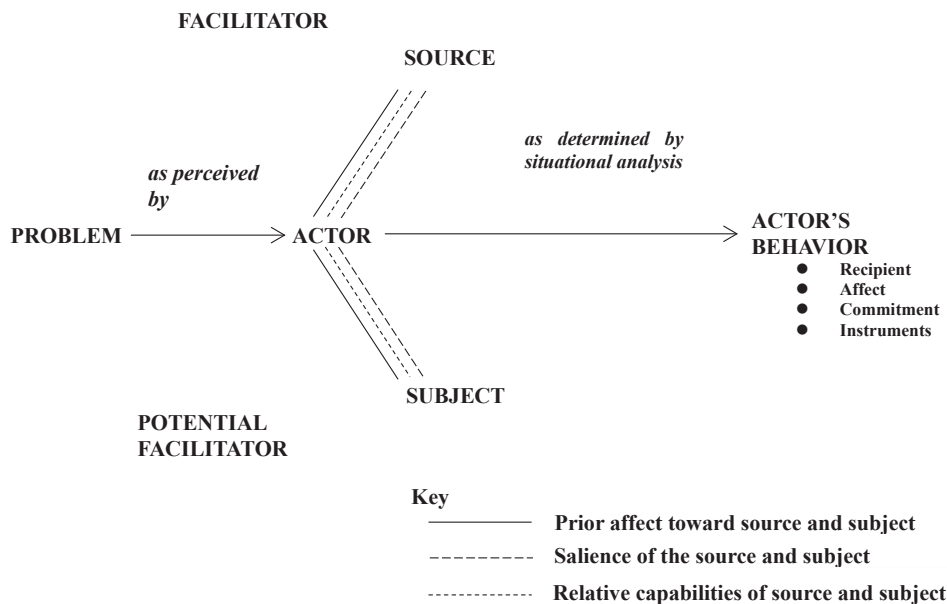 FACILITATOR
SOURCE
as determined by
situational analysis
as perceived
by
PROBLEM
ACTOR
ACTOR'S
BEHAVIOR
● Recipient
● Affect
● Commitment
● Instruments
SUBJECT
POTENTIAL
FACILITATOR
Key
Prior affect toward source and subject
Salience of the source and subject
Relative capabilities of source and subject